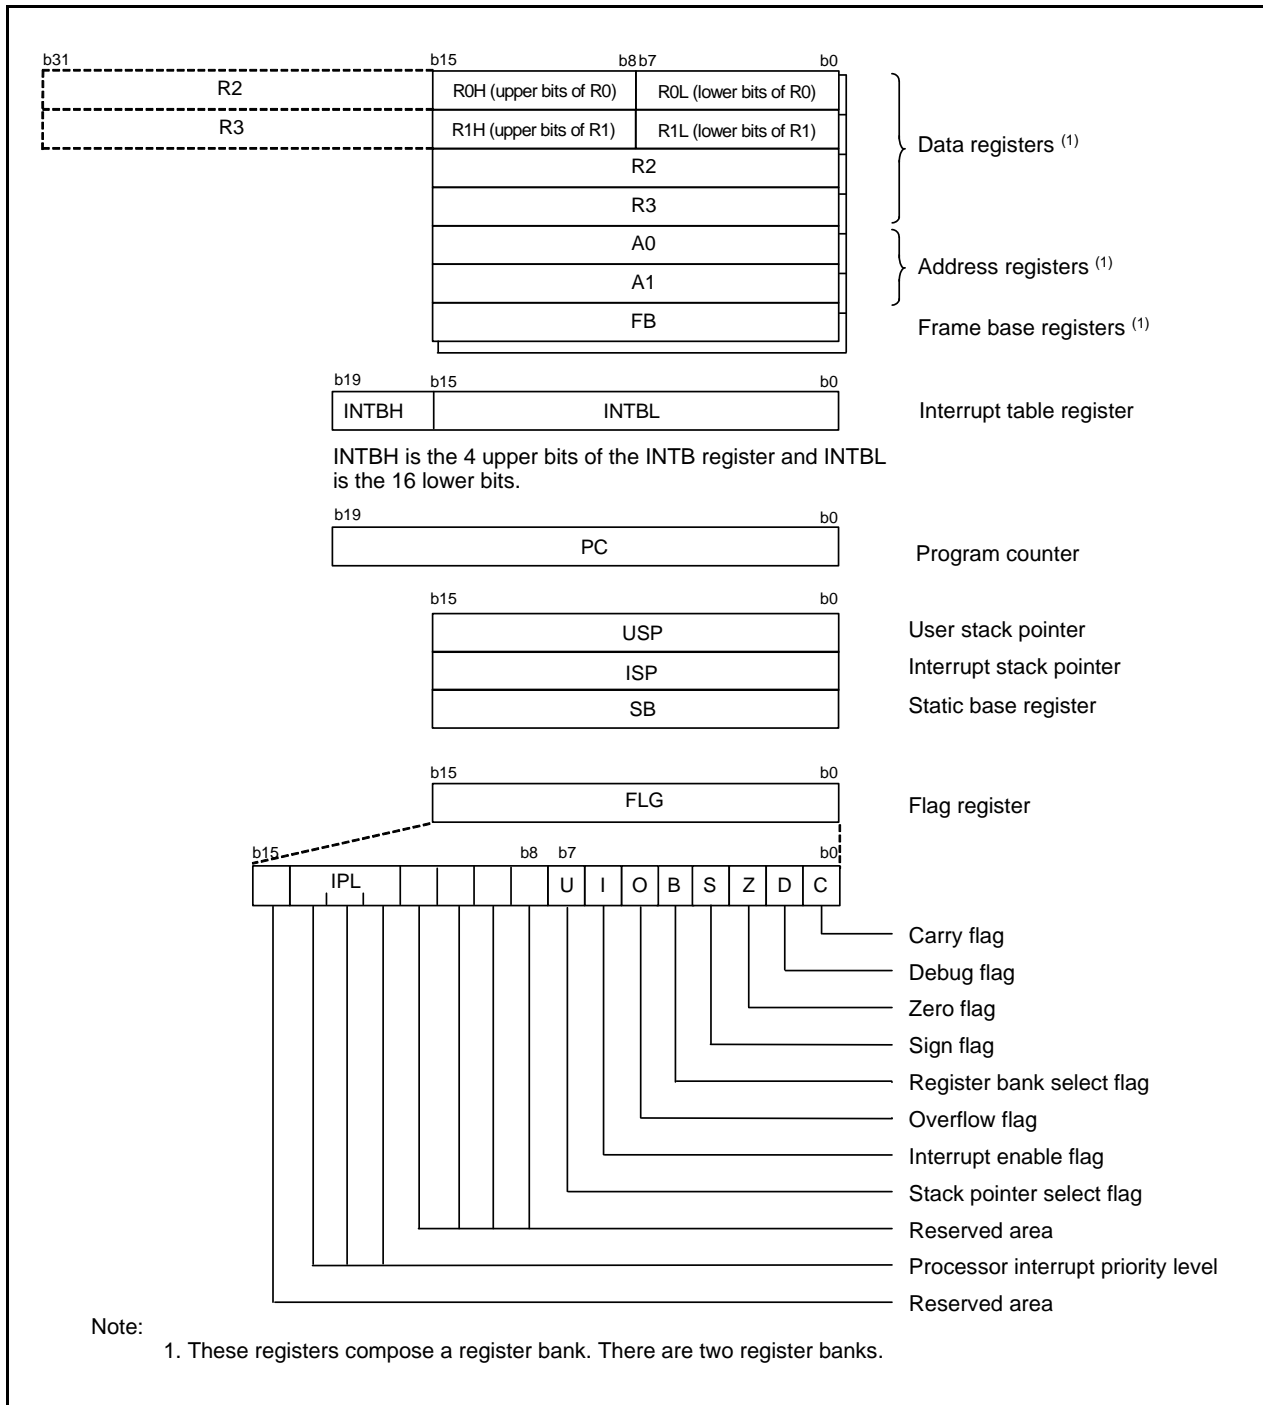 b31 b15 b8 b7 b0
R2 R0H (upper bits of R0) R0L (lower bits of R0)
R3 R1H (upper bits of R1) R1L (lower bits of R1)
Data registers (1)
R2
R3
A0
Address registers (1)
A1
FB
Frame base registers (1)
b19 b15 b0
INTBH INTBL Interrupt table register
INTBH is the 4 upper bits of the INTB register and INTBL
is the 16 lower bits.
b19 b0
PC Program counter
b15 b0
USP User stack pointer
ISP Interrupt stack pointer
SB Static base register
b15 b0
FLG Flag register
b15 b8 b7 b0
IPL U I O B S Z D C
Carry flag
Debug flag
Zero flag
Sign flag
Register bank select flag
Overflow flag
Interrupt enable flag
Stack pointer select flag
Reserved area
Processor interrupt priority level
Reserved area
Note:
1. These registers compose a register bank. There are two register banks.